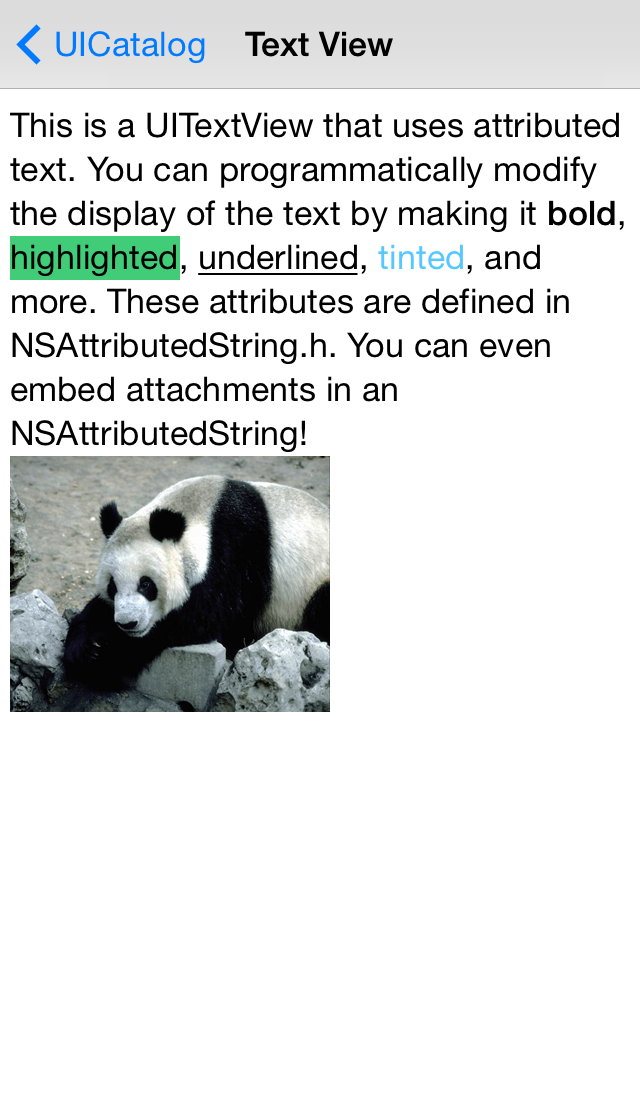 UICatalog Text View
This is a UITextView that uses attributed
text. You can programmatically modify
the display of the text by making it bold,
highlighted, underlined, tinted, and
more. These attributes are defined in
NSAttributedString.h. You can even
embed attachments in an
NSAttributedString!